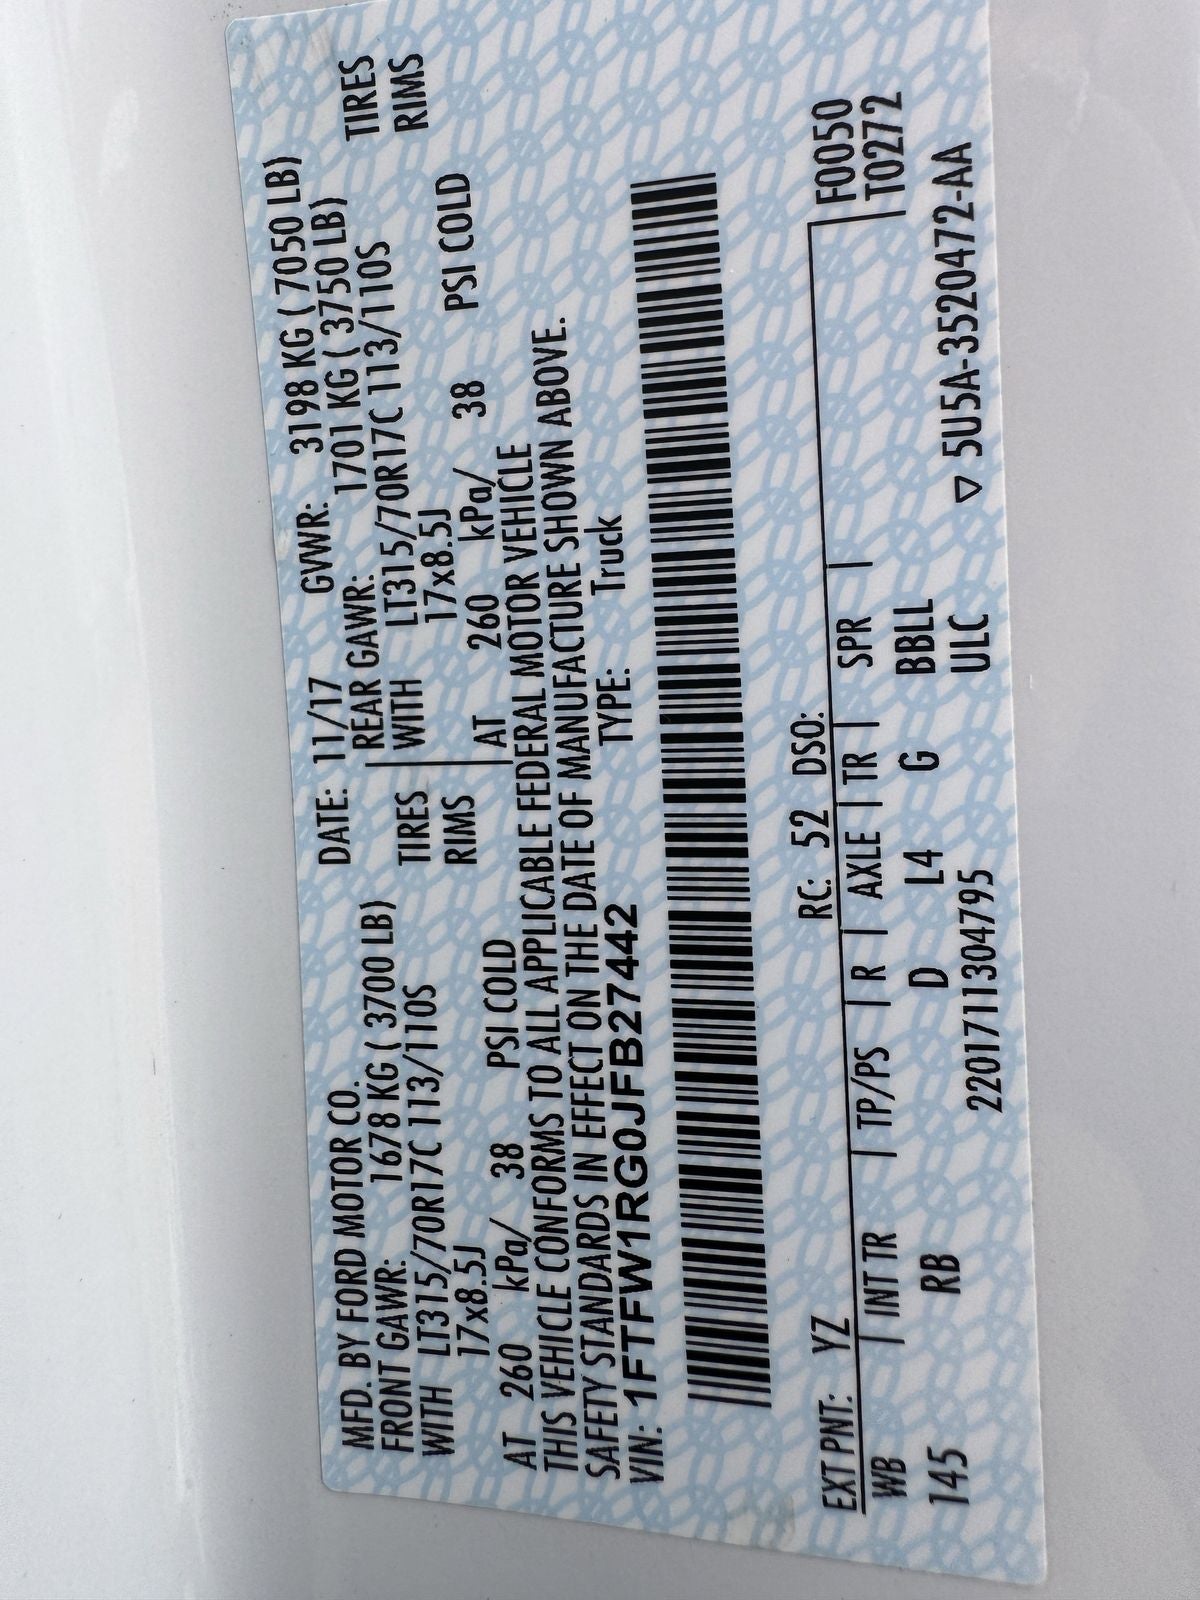 MFD. BY FORD MOTOR CO. DATE: 11/17 GVWR: 3198 KG ( 7050 LB)
FRONT GAWR: 1678 KG ( 3700 LB) REAR GAWR: 1701 KG ( 3750 LB)
WITH LT315/70R17C 113/110S TIRES WITH LT315/70R17C 113/110S TIRES
17x8.5J RIMS 17x8.5J RIMS
AT 260 kPa/ 38 PSI COLD AT 260 kPa/ 38 PSI COLD
THIS VEHICLE CONFORMS TO ALL APPLICABLE FEDERAL MOTOR VEHICLE
SAFETY STANDARDS IN EFFECT ON THE DATE OF MANUFACTURE SHOWN ABOVE.
VIN: 1FTFW1RG0JFB27442 TYPE: Truck
EXT PNT: YZ RC: 52 DSO: F0050
WB | INT TR | TP/PS | R | AXLE | TR | SPR | T0272
145 RB D L4 G BBLL
2201711304795 ULC ▽ 5U5A-3520472-AA